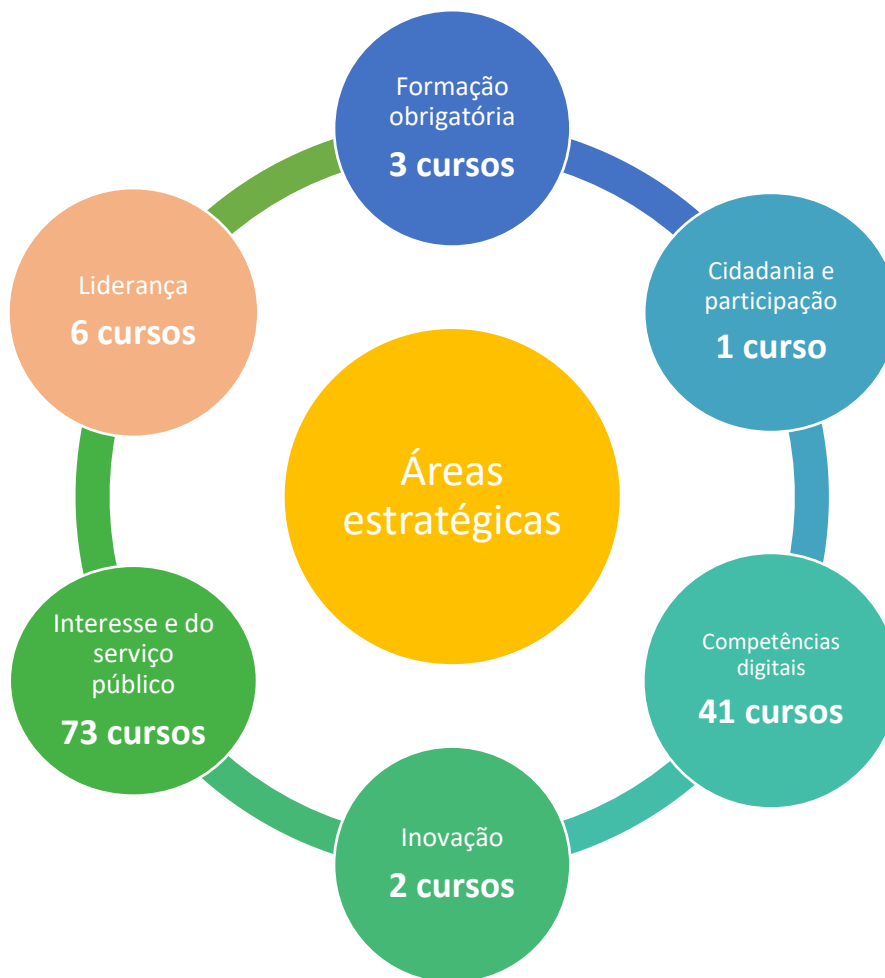 Formação
obrigatória
3 cursos
Cidadania e
participação
1 curso
Competências
digitais
41 cursos
Inovação
2 cursos
Interesse e do
serviço
público
73 cursos
Liderança
6 cursos
Áreas
estratégicas